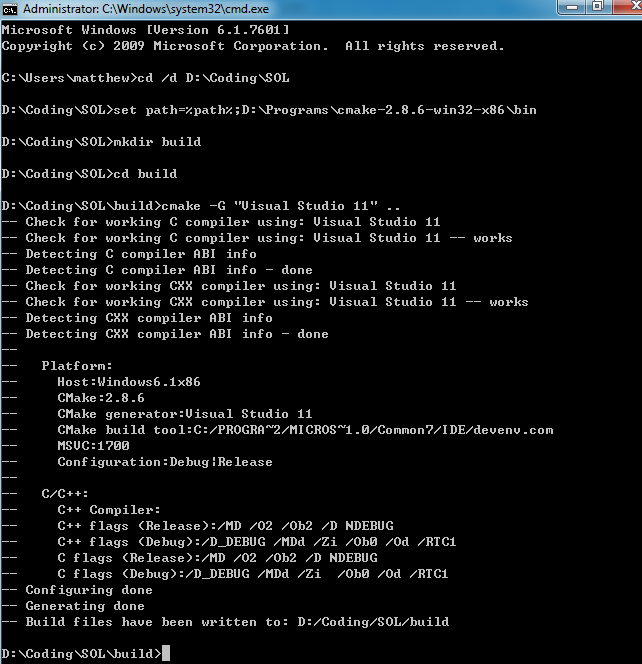 Administrator: C:\Windows\system32\cmd.exe
Microsoft Windows [Version 6.1.7601]
Copyright (c) 2009 Microsoft Corporation.  All rights reserved.
C:\Users\matthew>cd /d D:\Coding\SOL
D:\Coding\SOL>set path=%path%;D:\Programs\cmake-2.8.6-win32-x86\bin
D:\Coding\SOL>mkdir build
D:\Coding\SOL>cd build
D:\Coding\SOL\build>cmake -G "Visual Studio 11" ..
-- Check for working C compiler using: Visual Studio 11
-- Check for working C compiler using: Visual Studio 11 -- works
-- Detecting C compiler ABI info
-- Detecting C compiler ABI info - done
-- Check for working CXX compiler using: Visual Studio 11
-- Check for working CXX compiler using: Visual Studio 11 -- works
-- Detecting CXX compiler ABI info
-- Detecting CXX compiler ABI info - done
--
--   Platform:
--     Host:Windows6.1x86
--     CMake:2.8.6
--     CMake generator:Visual Studio 11
--     CMake build tool:C:/PROGRA~2/MICROS~1.0/Common7/IDE/devenv.com
--     MSVC:1700
--     Configuration:Debug|Release
--
--   C/C++:
--     C++ Compiler:
--     C++ flags (Release):/MD /O2 /Ob2 /D NDEBUG
--     C++ flags (Debug):/D_DEBUG /MDd /Zi /Ob0 /Od /RTC1
--     C flags (Release):/MD /O2 /Ob2 /D NDEBUG
--     C flags (Debug):/D_DEBUG /MDd /Zi  /Ob0 /Od /RTC1
-- Configuring done
-- Generating done
-- Build files have been written to: D:/Coding/SOL/build
D:\Coding\SOL\build>